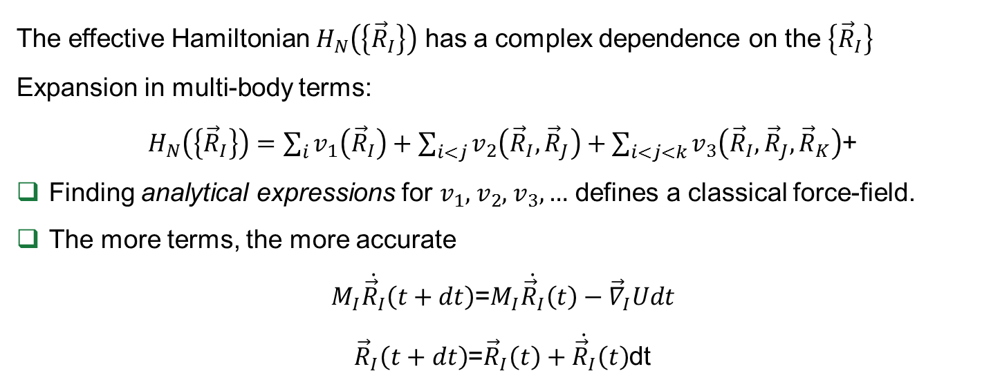 The effective Hamiltonian $H_N(\{\vec{R}_I\})$ has a complex dependence on the $\{\vec{R}_I\}$
Expansion in multi-body terms:
$H_N(\{\vec{R}_I\}) = \sum_i v_1(\vec{R}_I) + \sum_{i<j} v_2(\vec{R}_I, \vec{R}_J) + \sum_{i<j<k} v_3(\vec{R}_I, \vec{R}_J, \vec{R}_K)+$
❑ Finding analytical expressions for $v_1$, $v_2$, $v_3$, ... defines a classical force-field.
❑ The more terms, the more accurate
$M_I\dot{\vec{R}}_I(t + dt)=M_I\dot{\vec{R}}_I(t) - \vec{\nabla}_I Udt$
$\vec{R}_I(t + dt)=\vec{R}_I(t) + \dot{\vec{R}}_I(t)$dt